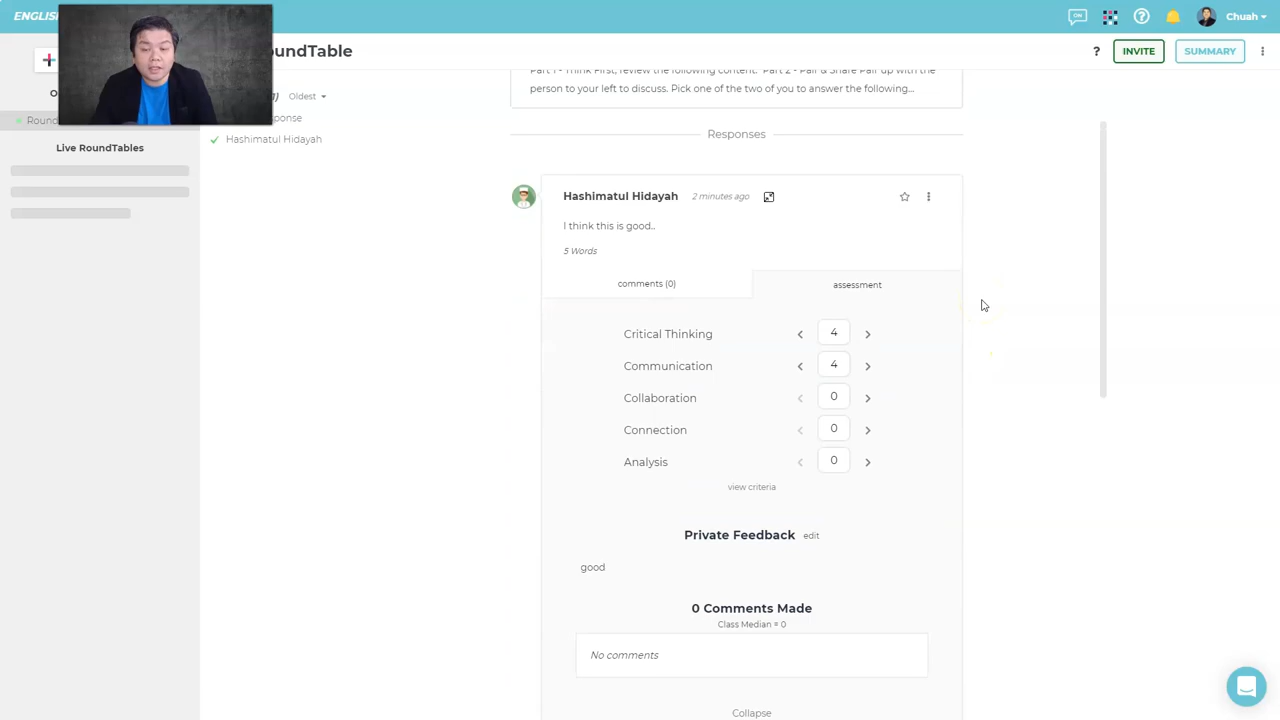 ENGLISH
ON
Chuah
RoundTable
?
INVITE
SUMMARY
Part 1 - Think First, review the following content. Part 2 - Pair & Share Pair up with the
person to your left to discuss. Pick one of the two of you to answer the following...
Oldest
Hashimatul Hidayah
Live RoundTables
Responses
Hashimatul Hidayah 2 minutes ago
I think this is good..
5 Words
comments (0)
assessment
Critical Thinking 4
Communication 4
Collaboration 0
Connection 0
Analysis 0
view criteria
Private Feedback edit
good
0 Comments Made
Class Median = 0
No comments
Collapse